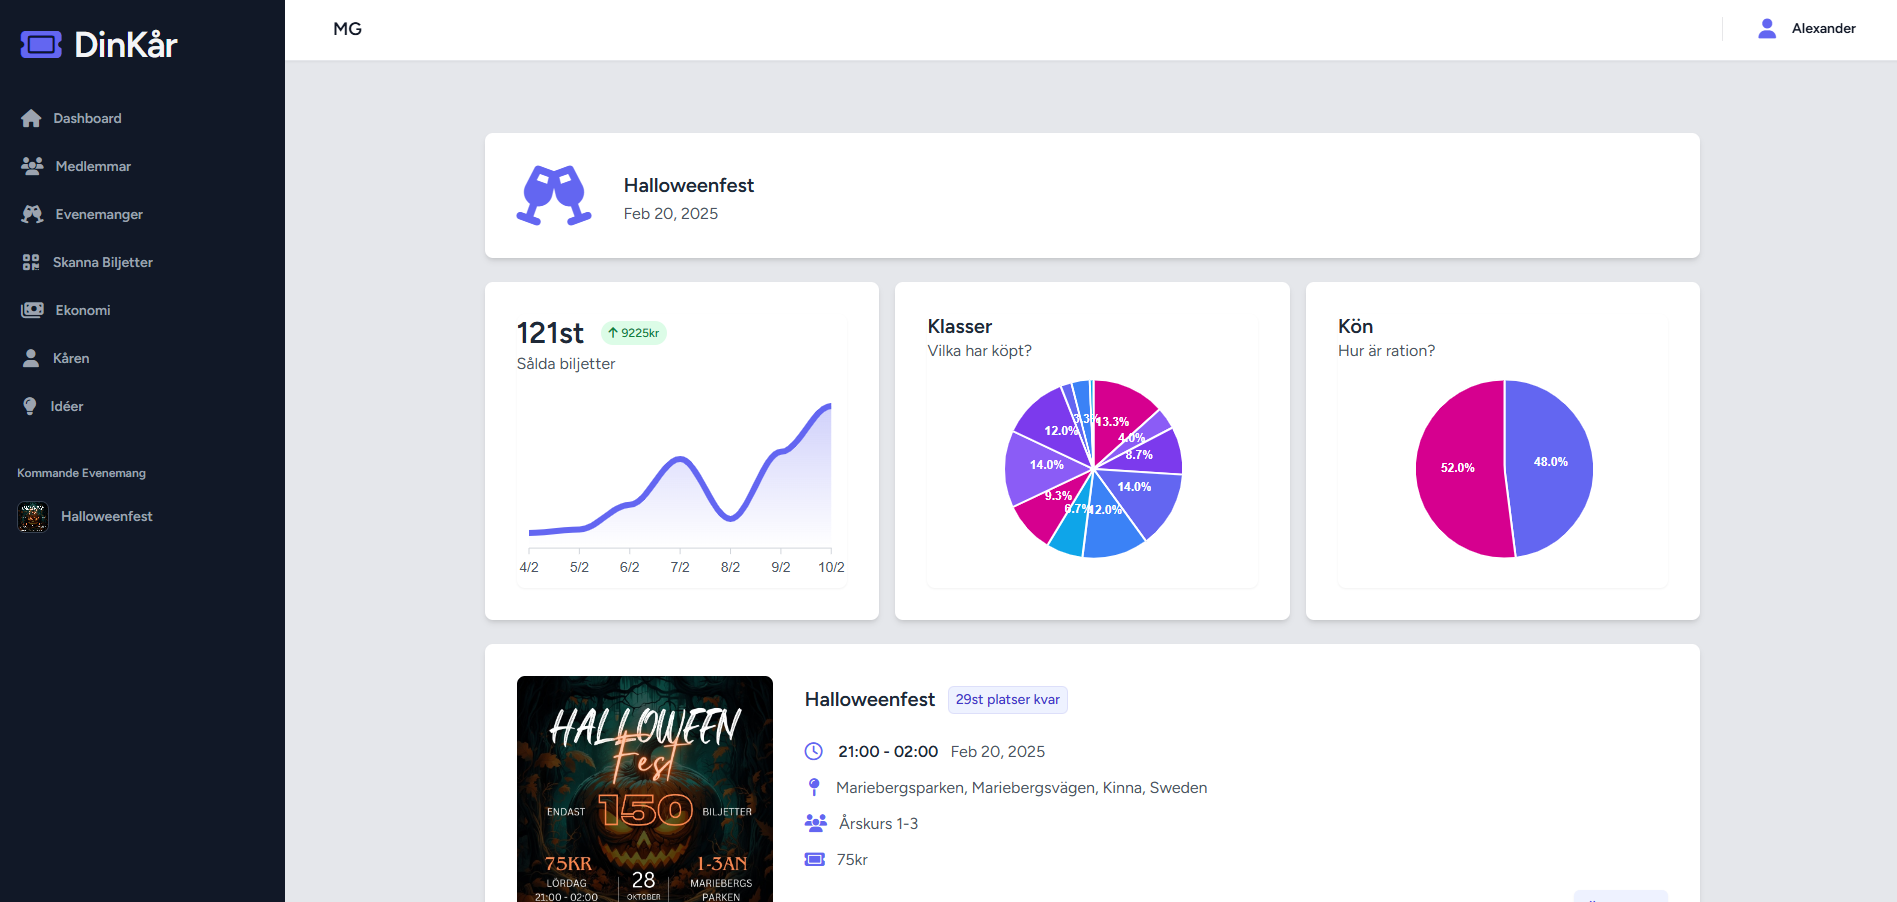 DinKår
MG
Alexander
Dashboard
Medlemmar
Evenemanger
Skanna Biljetter
Ekonomi
Kåren
Idéer
Kommande Evenemang
Halloweenfest
Halloweenfest
Feb 20, 2025
121st
9225kr
Sålda biljetter
4/2 5/2 6/2 7/2 8/2 9/2 10/2
Klasser
Vilka har köpt?
13.3%
4.0%
8.7%
14.0%
12.0%
6.7%
9.3%
14.0%
12.0%
3.3%
Kön
Hur är ration?
52.0%
48.0%
HALLOWEEN
Fest
ENDAST 150 BILJETTER
75KR
LÖRDAG
21:00 - 02:00
28
OKTOBER
1-3AN
MARIEBERGS
PARKEN
Halloweenfest
29st platser kvar
21:00 - 02:00 Feb 20, 2025
Mariebergsparken, Mariebergsvägen, Kinna, Sweden
Årskurs 1-3
75kr